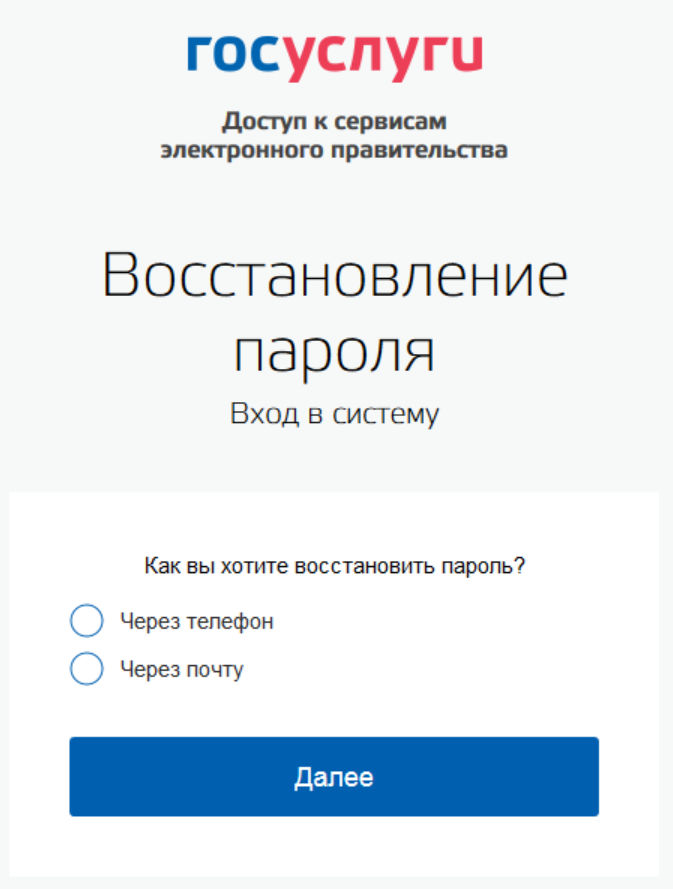 госуслуги
Доступ к сервисам
электронного правительства
Восстановление
пароля
Вход в систему
Как вы хотите восстановить пароль?
Через телефон
Через почту
Далее